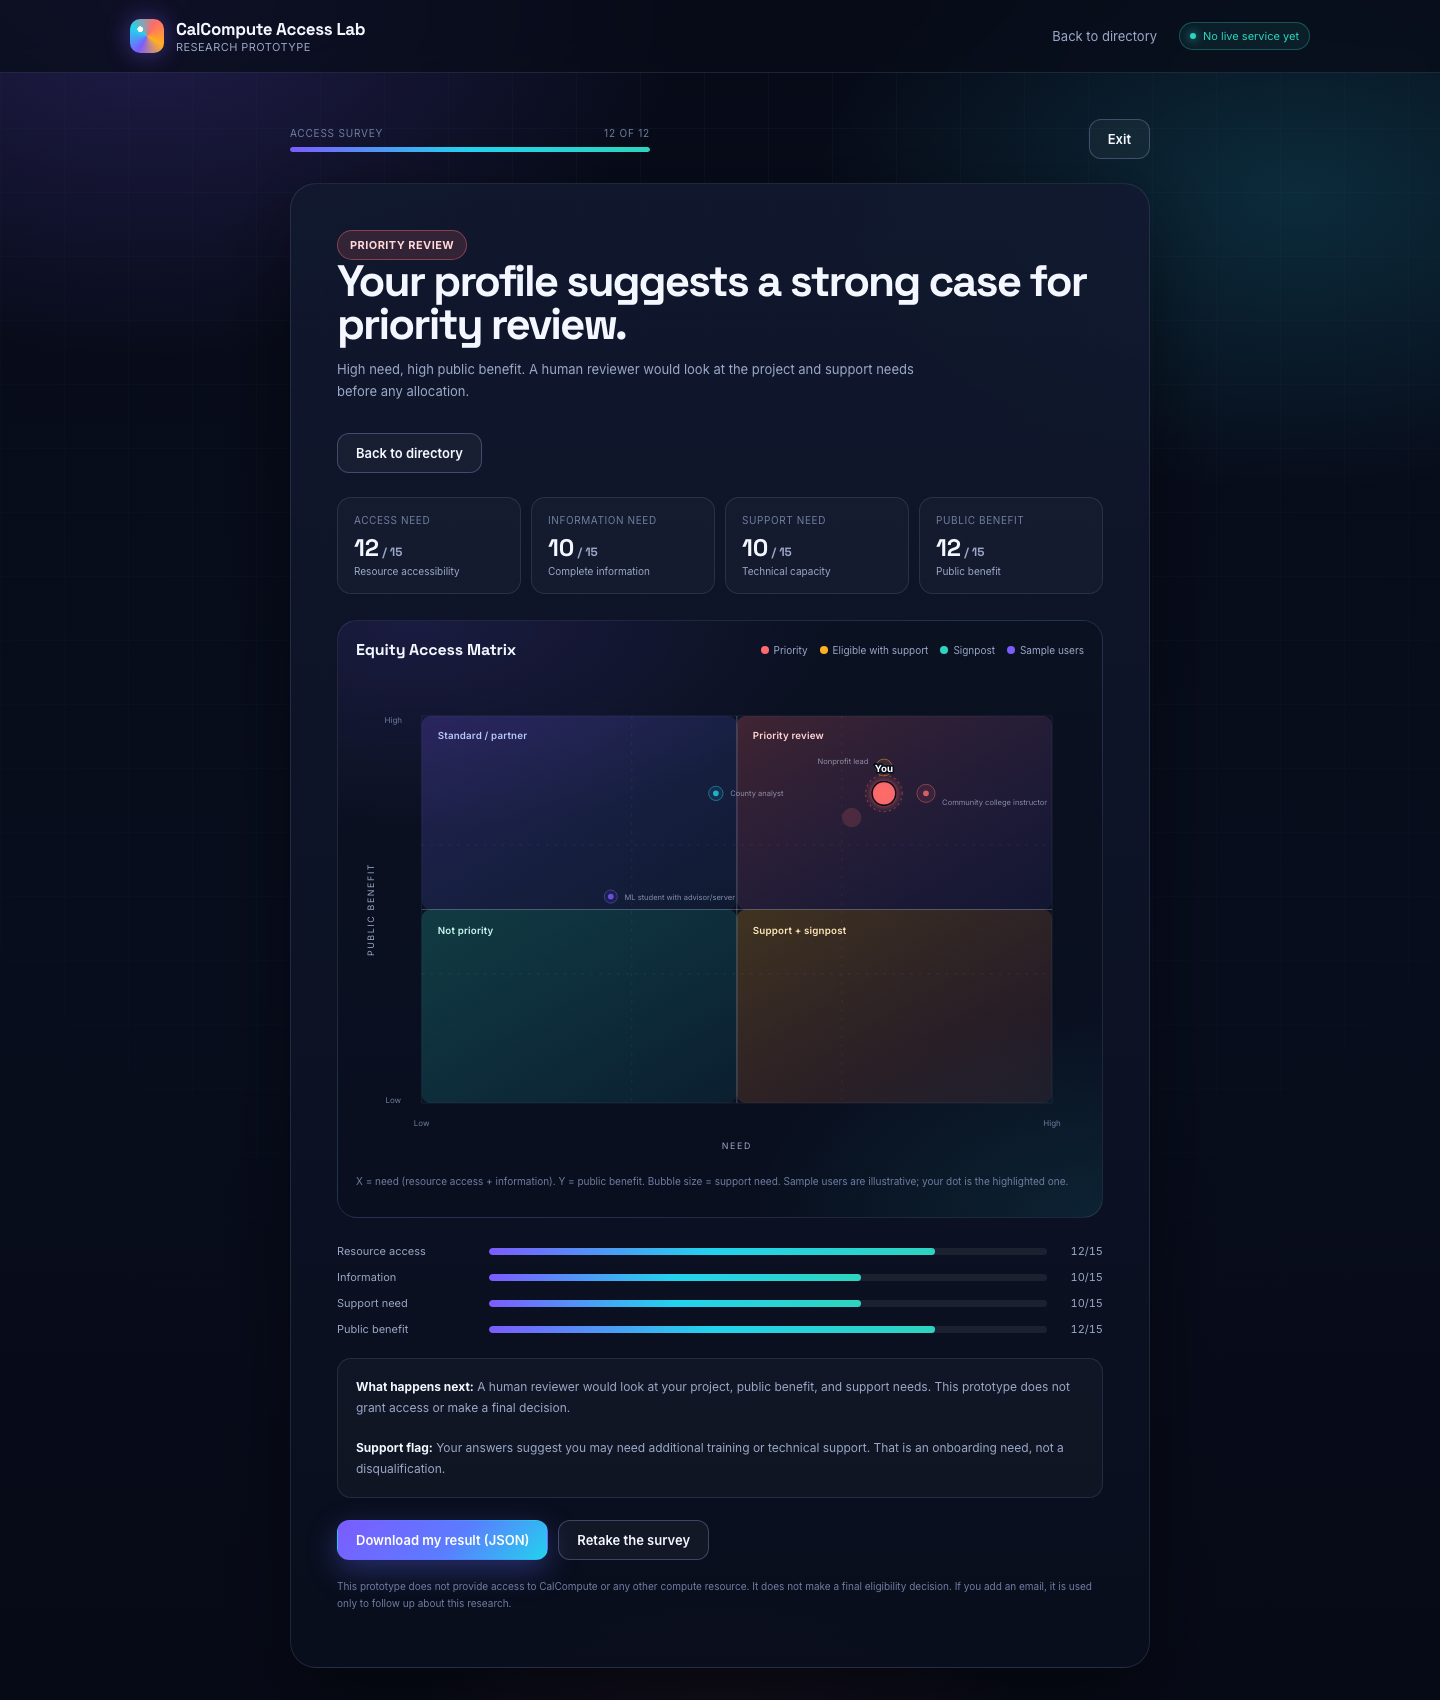 CalCompute Access Lab
RESEARCH PROTOTYPE
Back to directory
No live service yet
ACCESS SURVEY
12 OF 12
Exit
PRIORITY REVIEW
Your profile suggests a strong case for
priority review.
High need, high public benefit. A human reviewer would look at the project and support needs
before any allocation.
Back to directory
ACCESS NEED
12 / 15
Resource accessibility
INFORMATION NEED
10 / 15
Complete information
SUPPORT NEED
10 / 15
Technical capacity
PUBLIC BENEFIT
12 / 15
Public benefit
Equity Access Matrix
Priority
Eligible with support
Signpost
Sample users
High
Standard / partner
Priority review
Nonprofit lead
You
County analyst
Community college instructor
PUBLIC BENEFIT
ML student with advisor/server
Not priority
Support + signpost
Low
Low
High
NEED
X = need (resource access + information). Y = public benefit. Bubble size = support need. Sample users are illustrative; your dot is the highlighted one.
Resource access
12/15
Information
10/15
Support need
10/15
Public benefit
12/15
What happens next: A human reviewer would look at your project, public benefit, and support needs. This prototype does not
grant access or make a final decision.
Support flag: Your answers suggest you may need additional training or technical support. That is an onboarding need, not a
disqualification.
Download my result (JSON)
Retake the survey
This prototype does not provide access to CalCompute or any other compute resource. It does not make a final eligibility decision. If you add an email, it is used
only to follow up about this research.